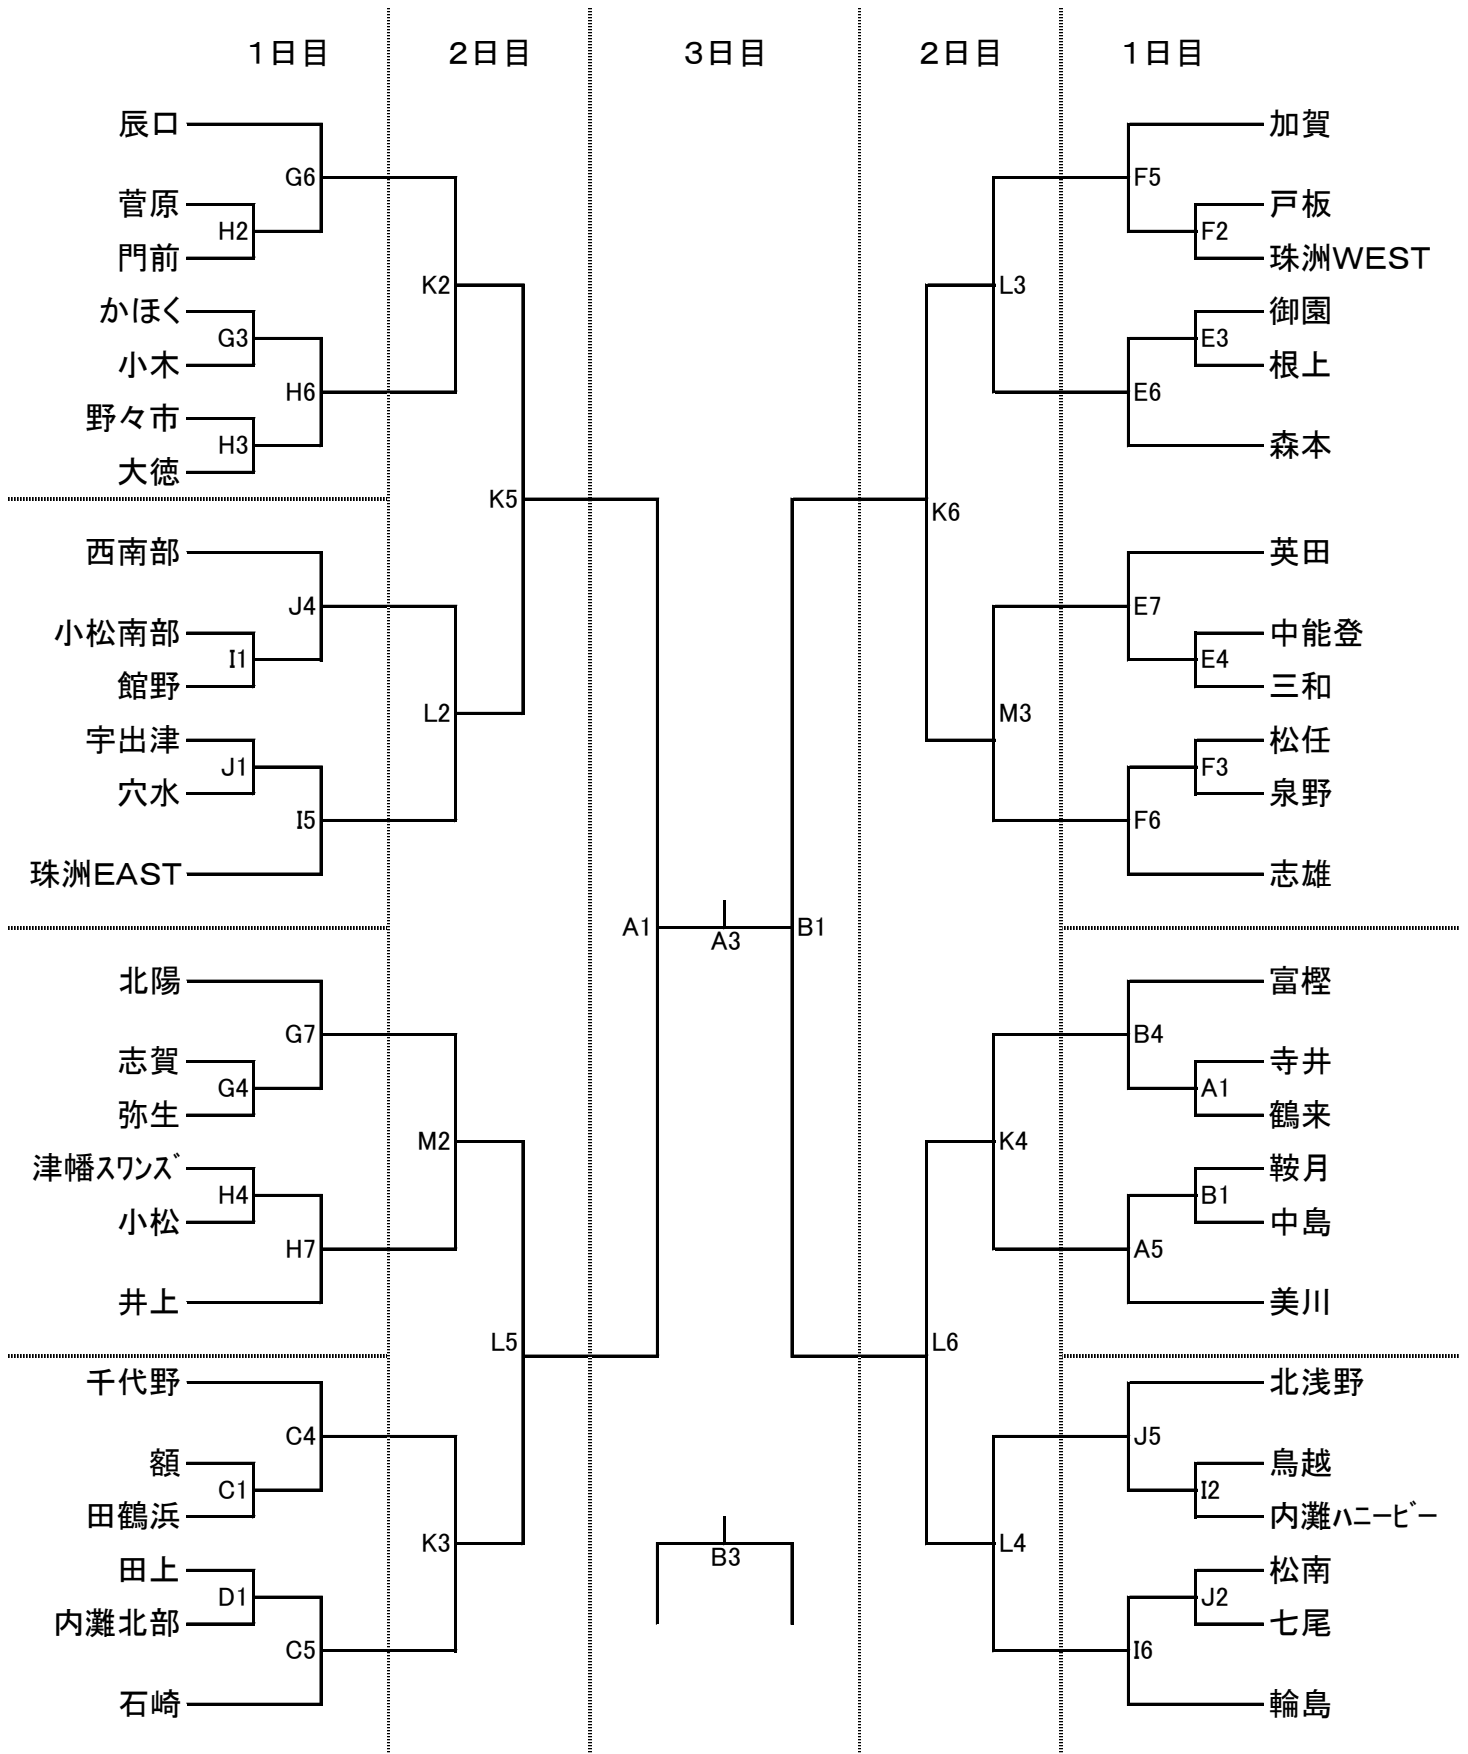 1日目 2日目 3日目 2日目 1日目
辰口 加賀
G6 F5
菅原 戸板
H2 F2
門前 珠洲WEST
K2 L3
かほく 御園
G3 E3
小木 根上
H6 E6
野々市
H3 森本
大徳
K5 K6
西南部 英田
J4 E7
小松南部 中能登
I1 E4
館野 三和
L2 M3
宇出津 松任
J1 F3
穴水 泉野
I5 F6
珠洲EAST 志雄
A1 A3 B1
北陽 富樫
G7 B4
志賀 寺井
G4 A1
弥生 鶴来
M2 K4
津幡スワンズ 鞍月
H4 B1
小松 中島
H7 A5
井上 美川
L5 L6
千代野 北浅野
C4 J5
額 鳥越
C1 I2
田鶴浜 内灘ハニービー
K3 B3 L4
田上 松南
D1 J2
内灘北部 七尾
C5 I6
石崎 輪島